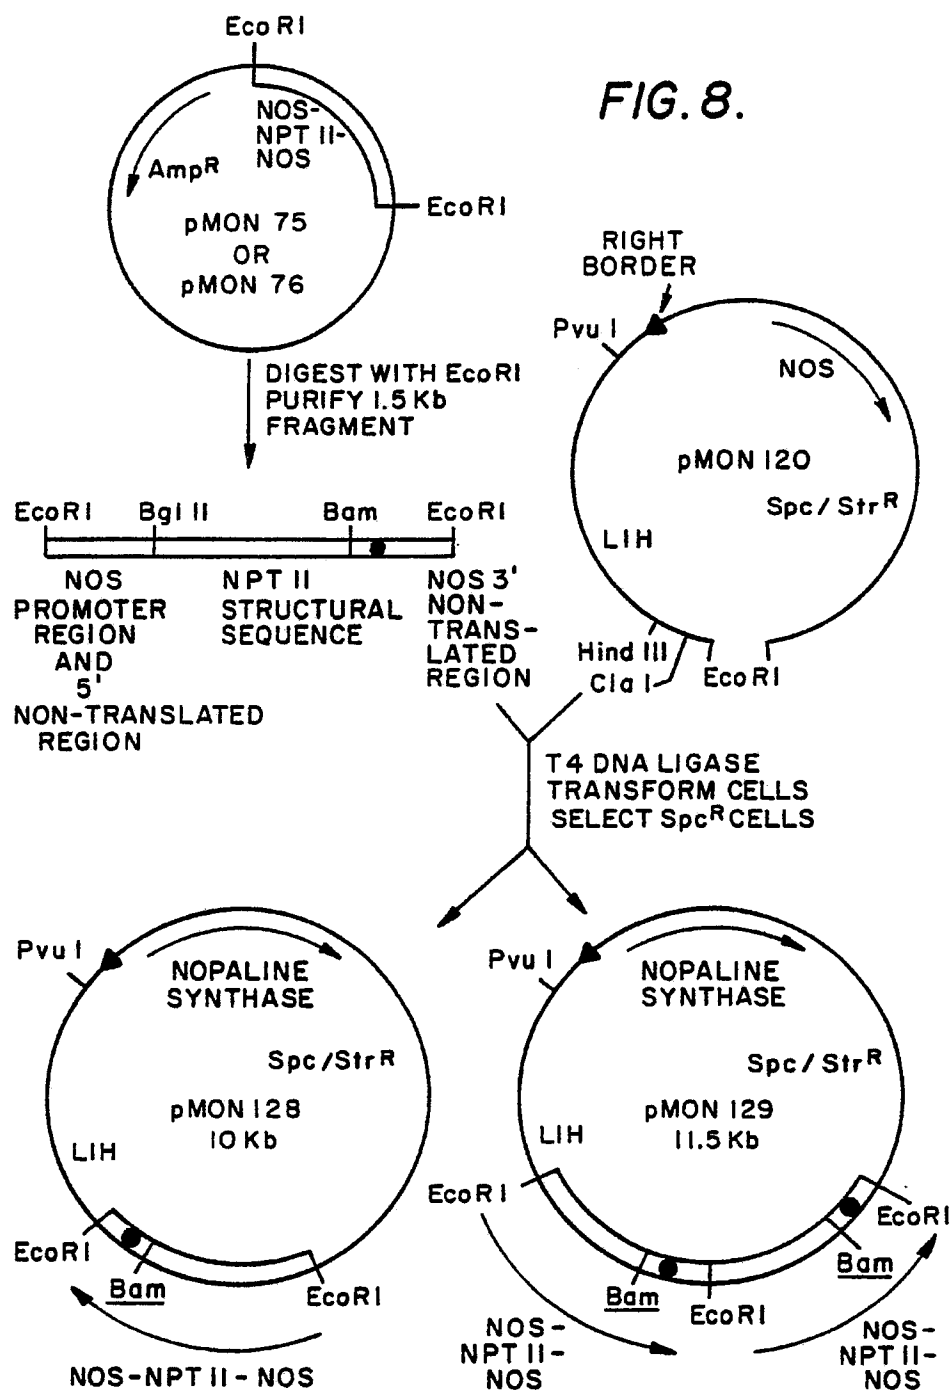 FIG. 8.
Eco RI
NOS-
NPT II-
NOS
AmpR
EcoRI
pMON 75
OR
pMON 76
DIGEST WITH EcoRI
PURIFY 1.5 Kb
FRAGMENT
RIGHT
BORDER
Pvu I
NOS
pMON 120
Spc/StrR
LIH
Hind III
Cla I
EcoRI
EcoRI
Bgl II
Bam
EcoRI
NOS
PROMOTER
REGION
AND
5'
NON-TRANSLATED
REGION
NPT II
STRUCTURAL
SEQUENCE
NOS 3'
NON-
TRANS-
LATED
REGION
T4 DNA LIGASE
TRANSFORM CELLS
SELECT SpcR CELLS
Pvu I
NOPALINE
SYNTHASE
Spc/StrR
pMON 128
10 Kb
LIH
EcoRI
Bam
EcoRI
NOS-NPT II-NOS
Pvu I
NOPALINE
SYNTHASE
Spc/StrR
pMON 129
11.5 Kb
LIH
EcoRI
Bam
EcoRI
Bam
EcoRI
NOS-
NPT II-
NOS
NOS-
NPT II-
NOS